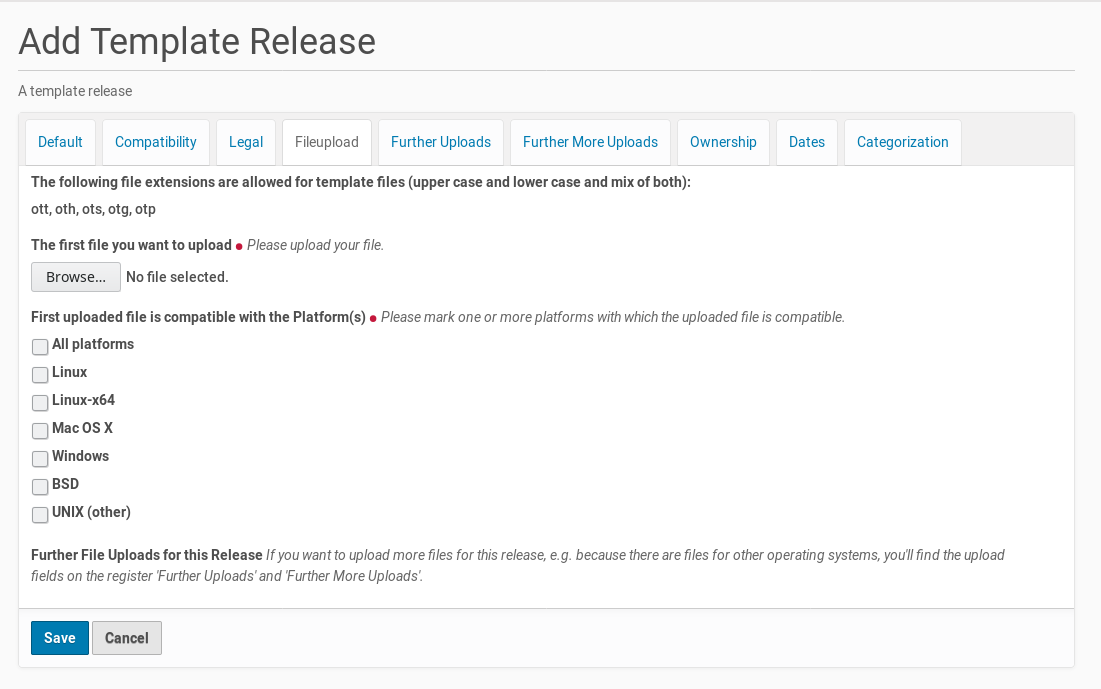 Add Template Release
A template release
Default Compatibility Legal Fileupload Further Uploads Further More Uploads Ownership Dates Categorization
The following file extensions are allowed for template files (upper case and lower case and mix of both):
ott, oth, ots, otg, otp
The first file you want to upload Please upload your file.
Browse... No file selected.
First uploaded file is compatible with the Platform(s) Please mark one or more platforms with which the uploaded file is compatible.
All platforms
Linux
Linux-x64
Mac OS X
Windows
BSD
UNIX (other)
Further File Uploads for this Release If you want to upload more files for this release, e.g. because there are files for other operating systems, you'll find the upload
fields on the register 'Further Uploads' and 'Further More Uploads'.
Save Cancel